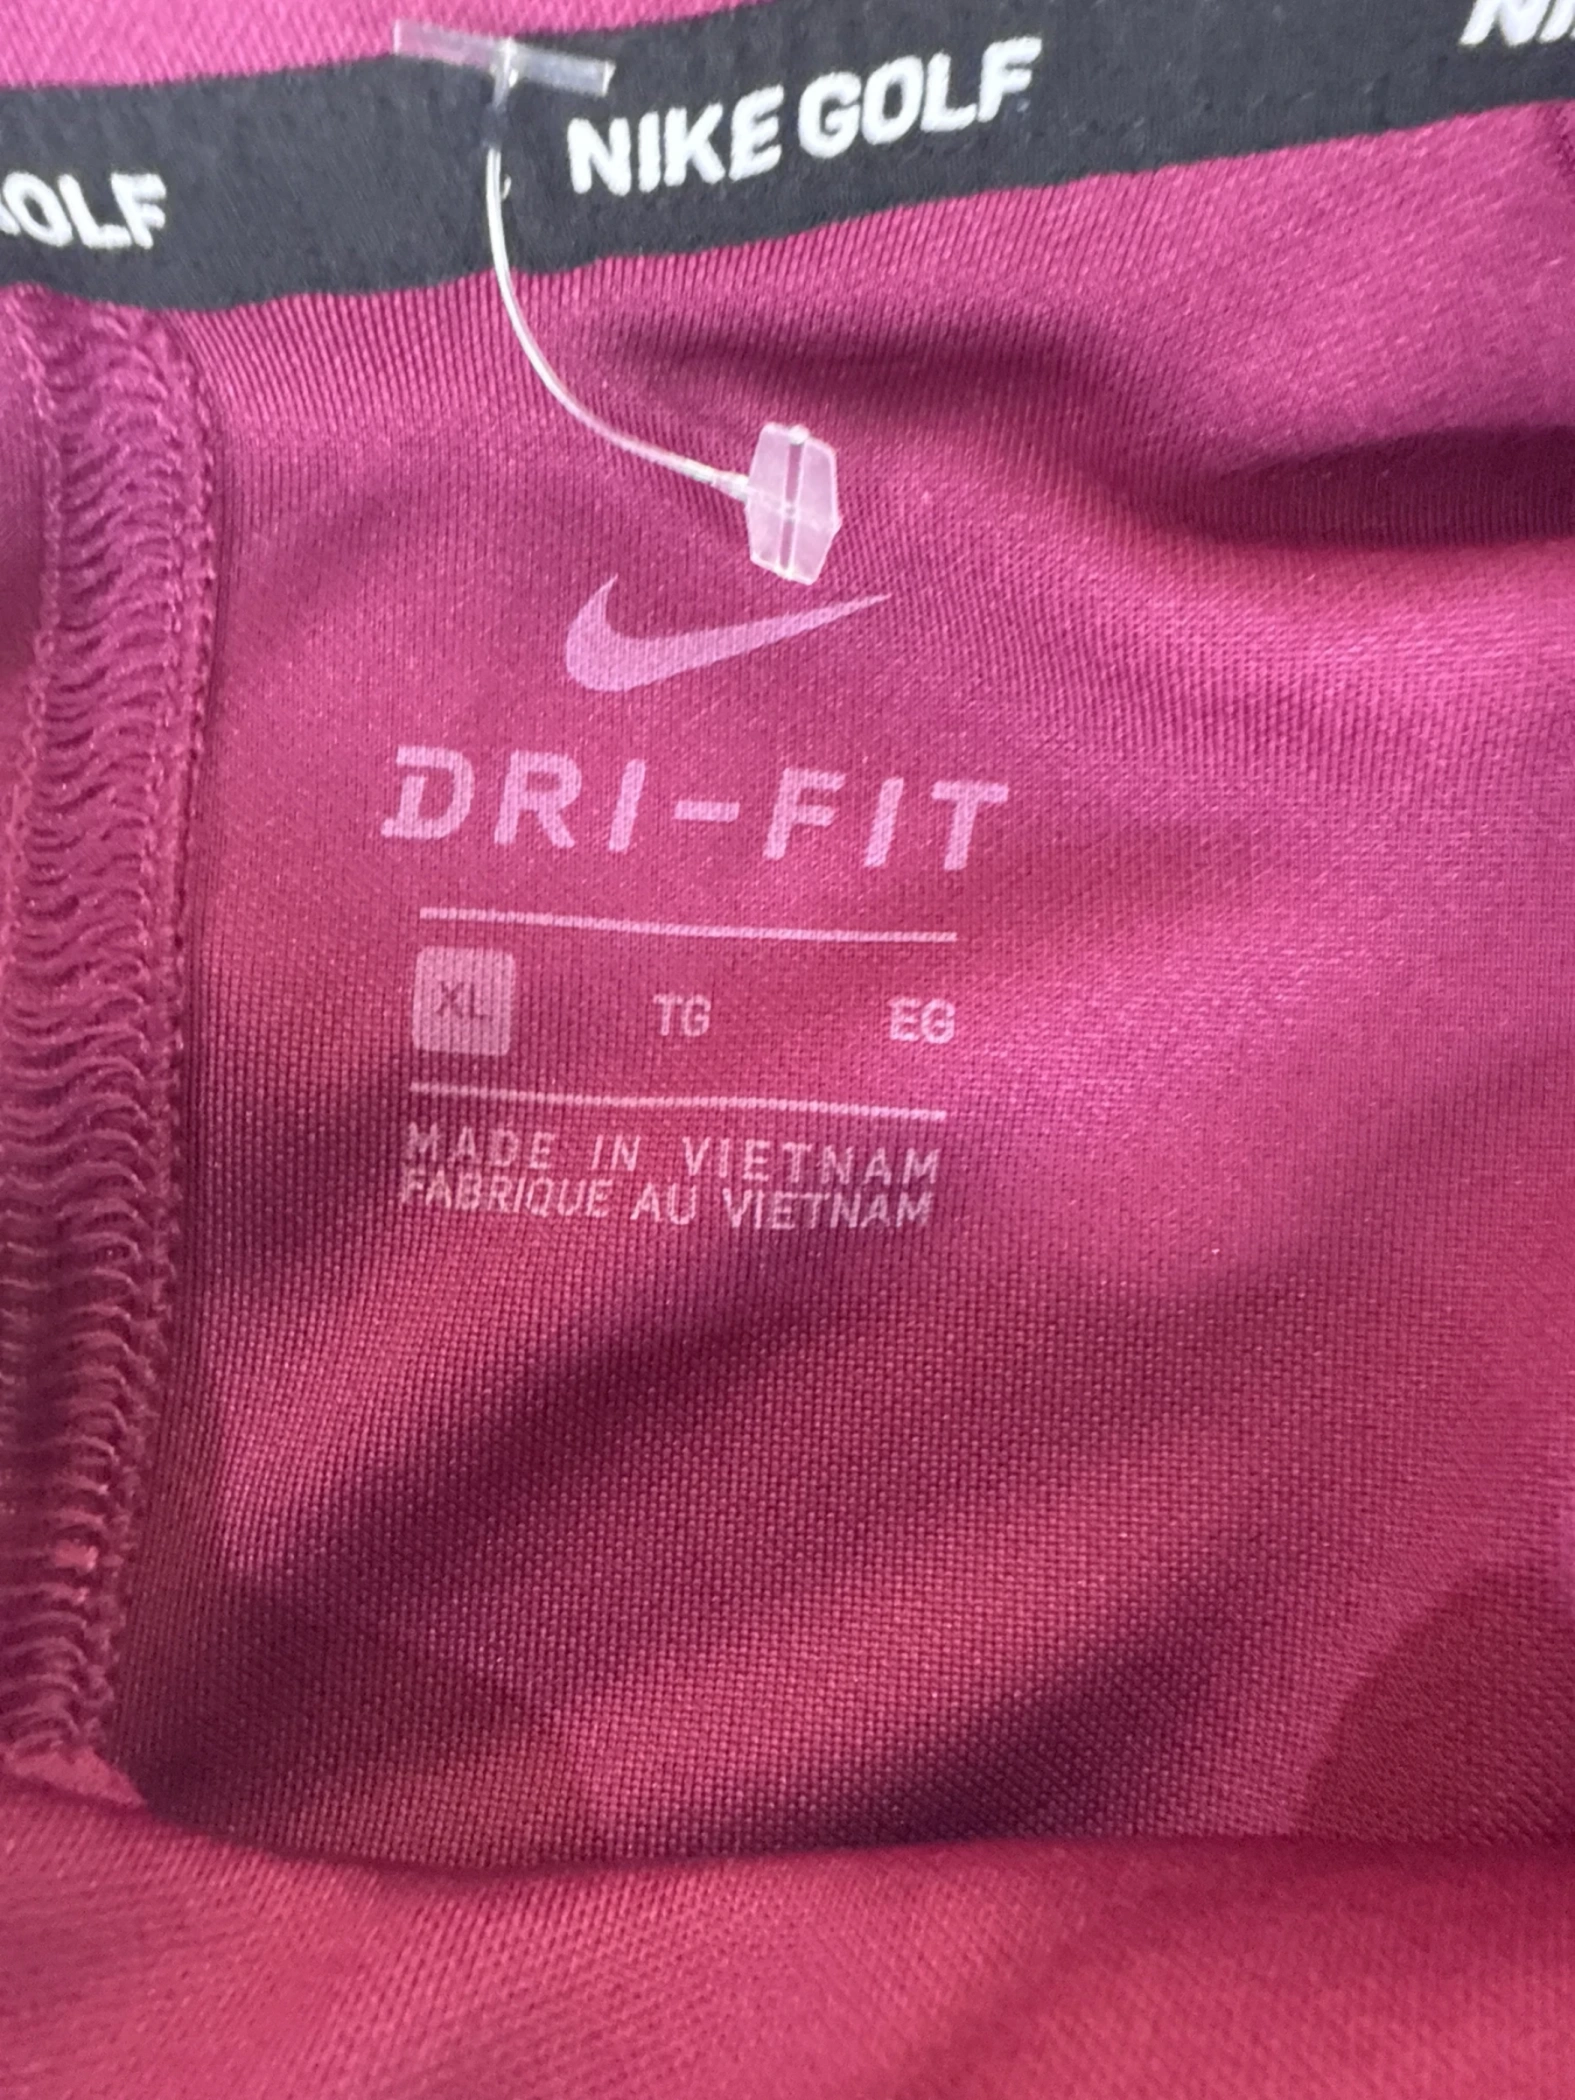 NIKE GOLF
OLF
DRI-FIT
XL TG EG
MADE IN VIETNAM
FABRIQUE AU VIETNAM